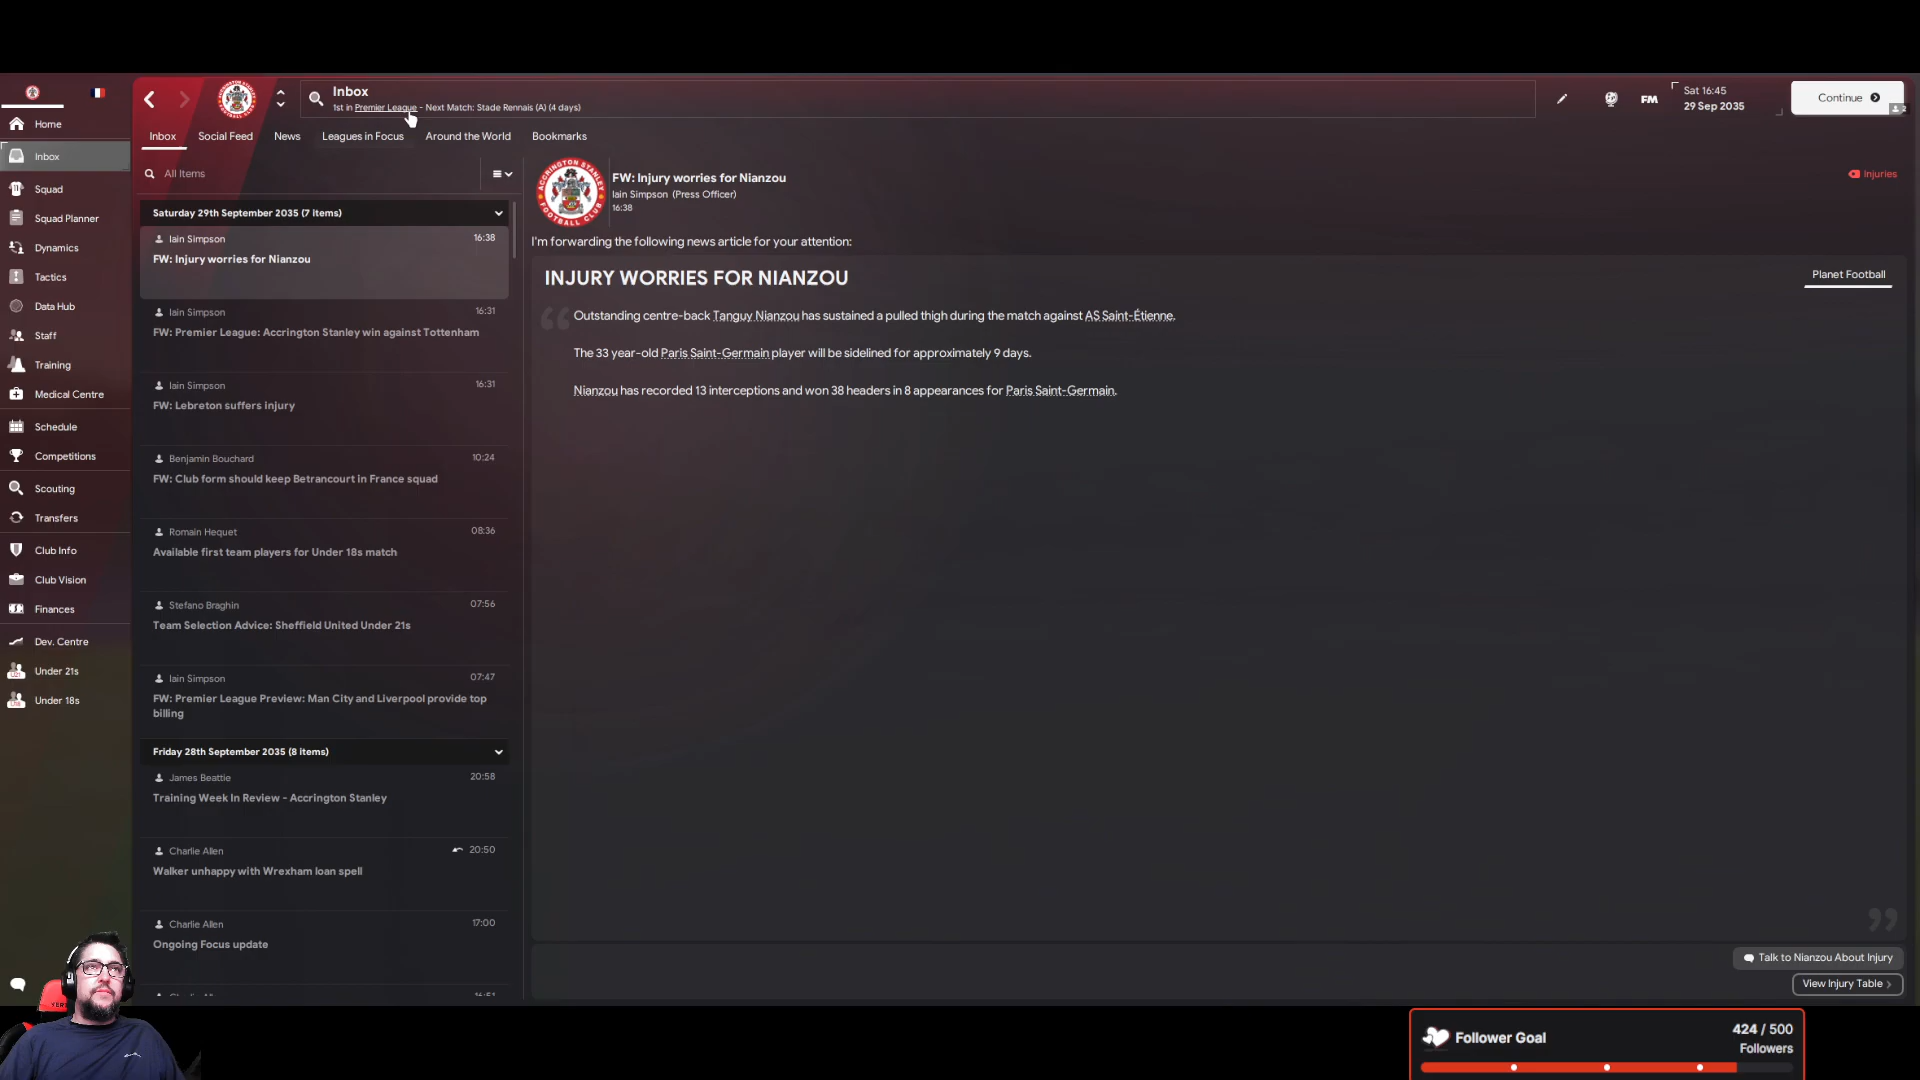 Inbox
1st in Premier League - Next Match: Stade Rennais (A) (4 days)
FM
Sat 16:45
29 Sep 2035
Continue
2
Home
Inbox
Squad
Squad Planner
Dynamics
Tactics
Data Hub
Staff
Training
Medical Centre
Schedule
Competitions
Scouting
Transfers
Club Info
Club Vision
Finances
Dev. Centre
Under 21s
Under 18s
Inbox
Social Feed
News
Leagues in Focus
Around the World
Bookmarks
All Items
Saturday 29th September 2035 (7 Items)
Iain Simpson
16:38
FW: Injury worries for Nianzou
Iain Simpson
16:31
FW: Premier League: Accrington Stanley win against Tottenham
Iain Simpson
16:31
FW: Lebreton suffers injury
Benjamin Bouchard
10:24
FW: Club form should keep Betrancourt in France squad
Romain Hequet
08:36
Available first team players for Under 18s match
Stefano Braghin
07:56
Team Selection Advice: Sheffield United Under 21s
Iain Simpson
07:47
FW: Premier League Preview: Man City and Liverpool provide top
billing
Friday 28th September 2035 (8 items)
James Beattie
20:58
Training Week In Review - Accrington Stanley
Charlie Allen
20:50
Walker unhappy with Wrexham loan spell
Charlie Allen
17:00
Ongoing Focus update
ACCRINGTON STANLEY
FOOTBALL CLUB
FW: Injury worries for Nianzou
Iain Simpson (Press Officer)
16:38
Injuries
I'm forwarding the following news article for your attention:
INJURY WORRIES FOR NIANZOU
Planet Football
Outstanding centre-back Tanguy Nianzou has sustained a pulled thigh during the match against AS Saint-Étienne.
The 33 year-old Paris Saint-Germain player will be sidelined for approximately 9 days.
Nianzou has recorded 13 interceptions and won 38 headers in 8 appearances for Paris Saint-Germain.
Talk to Nianzou About Injury
View Injury Table
Follower Goal
424 / 500
Followers